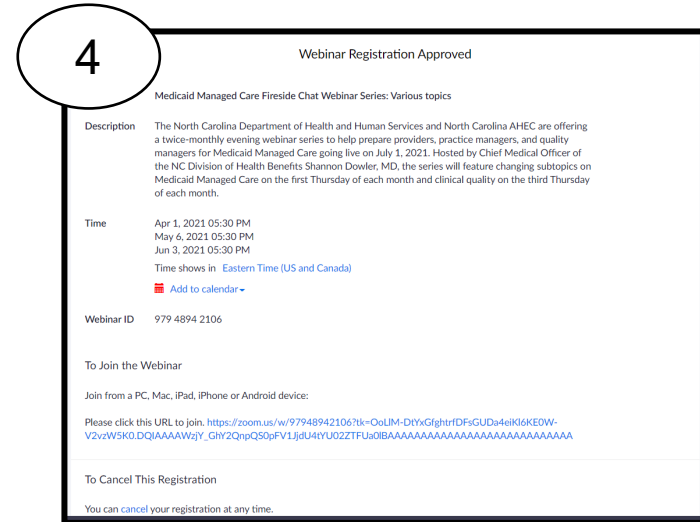 4
Webinar Registration Approved
Medicaid Managed Care Fireside Chat Webinar Series: Various topics
Description
The North Carolina Department of Health and Human Services and North Carolina AHEC are offering
a twice-monthly evening webinar series to help prepare providers, practice managers, and quality
managers for Medicaid Managed Care going live on July 1, 2021. Hosted by Chief Medical Officer of
the NC Division of Health Benefits Shannon Dowler, MD, the series will feature changing subtopics on
Medicaid Managed Care on the first Thursday of each month and clinical quality on the third Thursday
of each month.
Time
Apr 1, 2021 05:30 PM
May 6, 2021 05:30 PM
Jun 3, 2021 05:30 PM
Time shows in Eastern Time (US and Canada)
Add to calendar
Webinar ID 979 4894 2106
To Join the Webinar
Join from a PC, Mac, iPad, iPhone or Android device:
Please click this URL to join. https://zoom.us/w/97948942106?tk=OoLlM-DtYxGfghtrfDFsGUDa4eiKl6KE0W-
V2vzW5K0.DQIAAAAWzjY_GhY2QnpQS0pFV1JjdU4tYU02ZTFUa0lBAAAAAAAAAAAAAAAAAAAAAAAAAAAA
To Cancel This Registration
You can cancel your registration at any time.